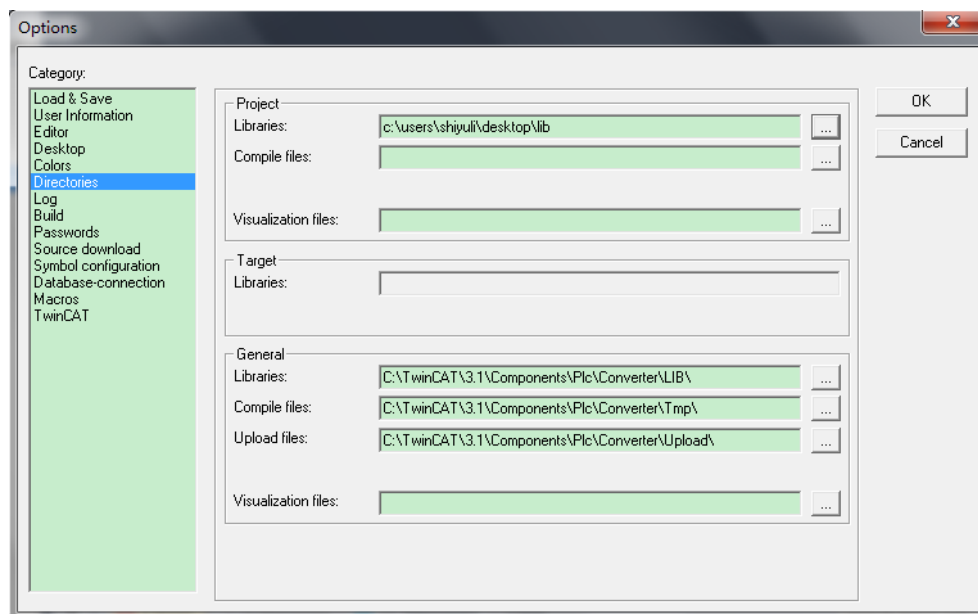 Options
Category:
Load & Save
User Information
Editor
Desktop
Colors
Directories
Log
Build
Passwords
Source download
Symbol configuration
Database-connection
Macros
TwinCAT
Project
Libraries: c:\users\shiyuli\desktop\lib ...
Compile files: ...
Visualization files: ...
Target
Libraries:
General
Libraries: C:\TwinCAT\3.1\Components\Plc\Converter\LIB\ ...
Compile files: C:\TwinCAT\3.1\Components\Plc\Converter\Tmp\ ...
Upload files: C:\TwinCAT\3.1\Components\Plc\Converter\Upload\ ...
Visualization files: ...
OK
Cancel